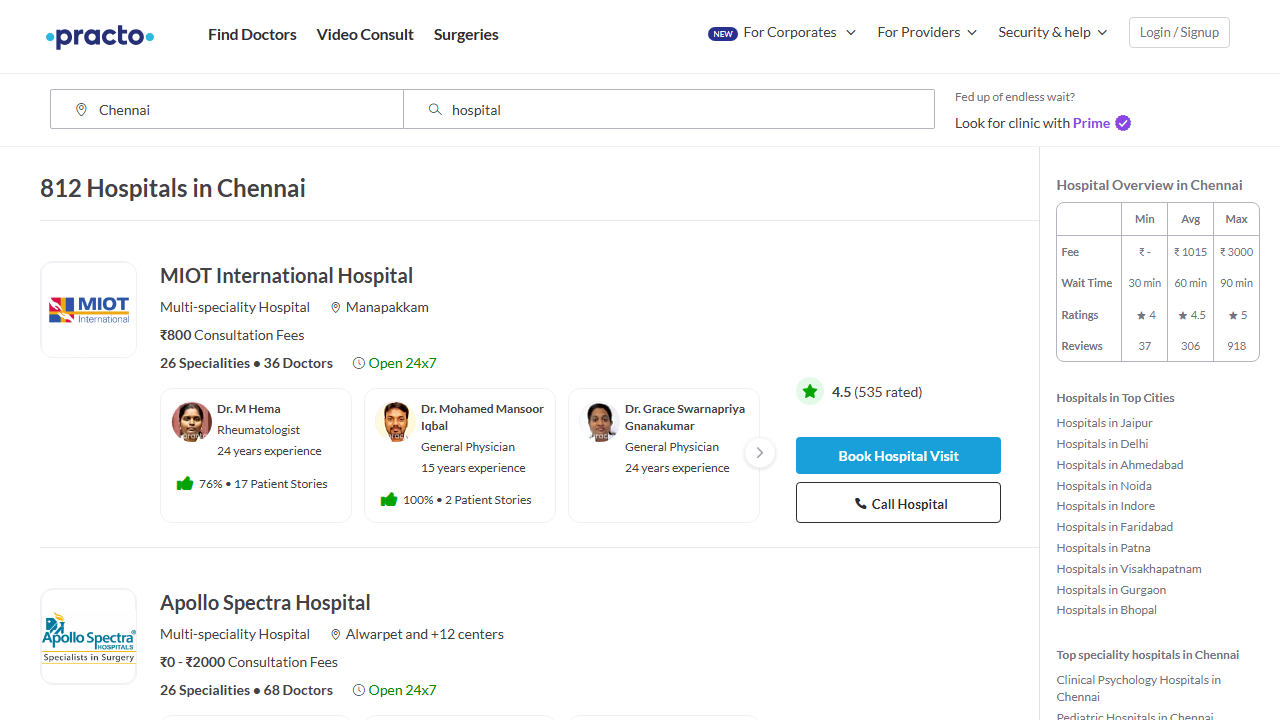 practo
Find Doctors
Video Consult
Surgeries
NEW For Corporates
For Providers
Security & help
Login / Signup
Chennai
hospital
Fed up of endless wait?
Look for clinic with Prime
812 Hospitals in Chennai
MIOT
International
MIOT International Hospital
Multi-speciality Hospital
Manapakkam
₹800 Consultation Fees
26 Specialities • 36 Doctors
Open 24x7
Dr. M Hema
Rheumatologist
24 years experience
76% • 17 Patient Stories
Dr. Mohamed Mansoor
Iqbal
General Physician
15 years experience
100% • 2 Patient Stories
Dr. Grace Swarnapriya
Gnanakumar
General Physician
24 years experience
4.5 (535 rated)
Book Hospital Visit
Call Hospital
Apollo Spectra
HOSPITALS
Specialists in Surgery
Apollo Spectra Hospital
Multi-speciality Hospital
Alwarpet and +12 centers
₹0 - ₹2000 Consultation Fees
26 Specialities • 68 Doctors
Open 24x7
Hospital Overview in Chennai
Min Avg Max
Fee ₹ - ₹ 1015 ₹ 3000
Wait Time 30 min 60 min 90 min
Ratings ★ 4 ★ 4.5 ★ 5
Reviews 37 306 918
Hospitals in Top Cities
Hospitals in Jaipur
Hospitals in Delhi
Hospitals in Ahmedabad
Hospitals in Noida
Hospitals in Indore
Hospitals in Faridabad
Hospitals in Patna
Hospitals in Visakhapatnam
Hospitals in Gurgaon
Hospitals in Bhopal
Top speciality hospitals in Chennai
Clinical Psychology Hospitals in
Chennai
Pediatric Hospitals in Chennai